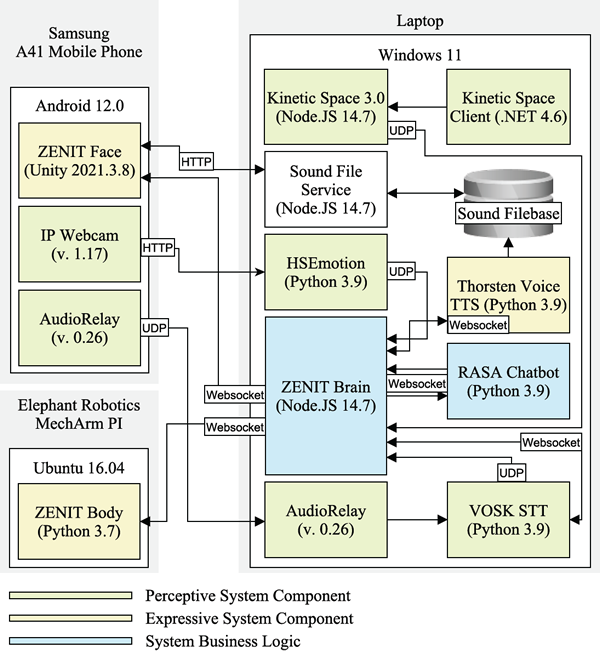 Samsung
A41 Mobile Phone
Android 12.0
ZENIT Face
(Unity 2021.3.8)
IP Webcam
(v. 1.17)
AudioRelay
(v. 0.26)
Elephant Robotics
MechArm PI
Ubuntu 16.04
ZENIT Body
(Python 3.7)
HTTP
HTTP
UDP
Websocket
Websocket
Laptop
Windows 11
Kinetic Space 3.0
(Node.JS 14.7)
Kinetic Space
Client (.NET 4.6)
UDP
Sound File
Service
(Node.JS 14.7)
Sound Filebase
HSEmotion
(Python 3.9)
UDP
Thorsten Voice
TTS (Python 3.9)
Websocket
ZENIT Brain
(Node.JS 14.7)
Websocket
RASA Chatbot
(Python 3.9)
Websocket
UDP
AudioRelay
(v. 0.26)
VOSK STT
(Python 3.9)
Perceptive System Component
Expressive System Component
System Business Logic